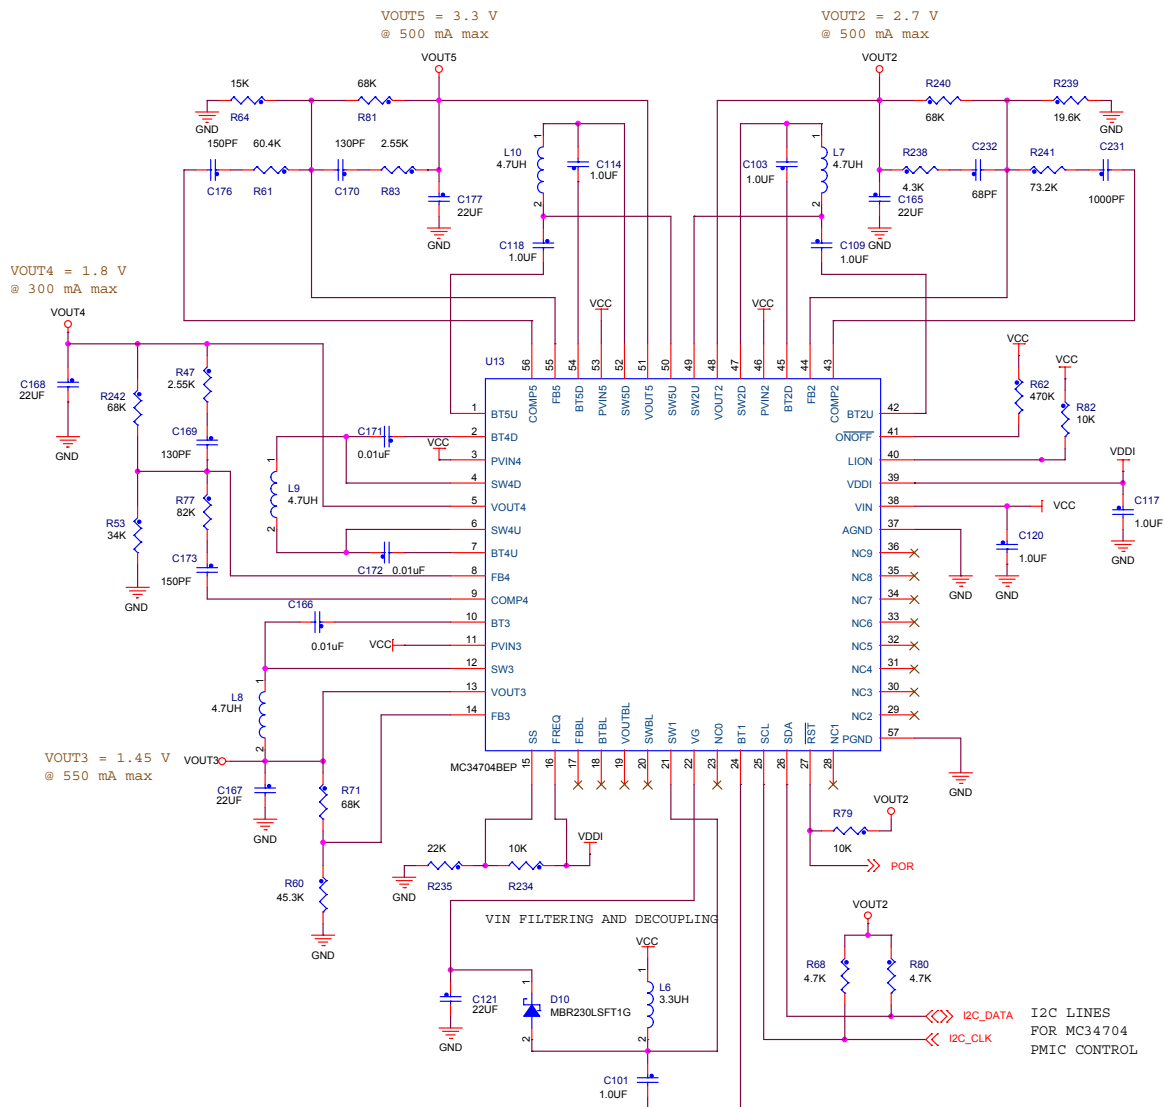 VOUT5 = 3.3 V
@ 500 mA max
VOUT2 = 2.7 V
@ 500 mA max
VOUT5
VOUT2
15K
R64
GND
68K
R81
150PF
C176
60.4K
R61
130PF
C170
2.55K
R83
C177
22UF
GND
1
L10
4.7UH
2
C114
1.0UF
C118
1.0UF
C103
1.0UF
1
L7
4.7UH
2
C109
1.0UF
R240
68K
R239
19.6K
GND
R238
4.3K
C232
68PF
R241
73.2K
C231
1000PF
C165
22UF
GND
VOUT4 = 1.8 V
@ 300 mA max
VOUT4
C168
22UF
GND
R242
68K
R47
2.55K
C169
130PF
R77
82K
R53
34K
C173
150PF
GND
VCC
VCC
U13
56
COMP5
55
FB5
54
BT5D
53
PVIN5
52
SW5D
51
VOUT5
50
SW5U
49
SW2U
48
VOUT2
47
SW2D
46
PVIN2
45
BT2D
44
FB2
43
COMP2
1
BT5U
2
BT4D
3
PVIN4
4
SW4D
5
VOUT4
6
SW4U
7
BT4U
8
FB4
9
COMP4
10
BT3
11
PVIN3
12
SW3
13
VOUT3
14
FB3
BT2U
42
ONOFF
41
LION
40
VDDI
39
VIN
38
AGND
37
NC9
36
NC8
35
NC7
34
NC6
33
NC5
32
NC4
31
NC3
30
NC2
29
PGND
57
SS
15
FREQ
16
FBBL
17
BTBL
18
VOUTBL
19
SWBL
20
SW1
21
VG
22
NC0
23
BT1
24
SCL
25
SDA
26
RST
27
NC1
28
MC34704BEP
C171
0.01uF
VCC
1
L9
4.7UH
2
C172
0.01uF
C166
0.01uF
VCC
1
L8
4.7UH
2
VOUT3 = 1.45 V
@ 550 mA max
VOUT3
C167
22UF
GND
R71
68K
R60
45.3K
GND
VCC
R62
470K
VCC
R82
10K
VDDI
C117
1.0UF
GND
VCC
C120
1.0UF
GND
GND
GND
22K
R235
GND
10K
R234
VDDI
VOUT2
R79
10K
POR
VIN FILTERING AND DECOUPLING
VCC
C121
22UF
GND
1
D10
MBR230LSFT1G
2
1
L6
3.3UH
2
C101
1.0UF
VOUT2
R68
4.7K
R80
4.7K
I2C_DATA
I2C_CLK
I2C LINES
FOR MC34704
PMIC CONTROL